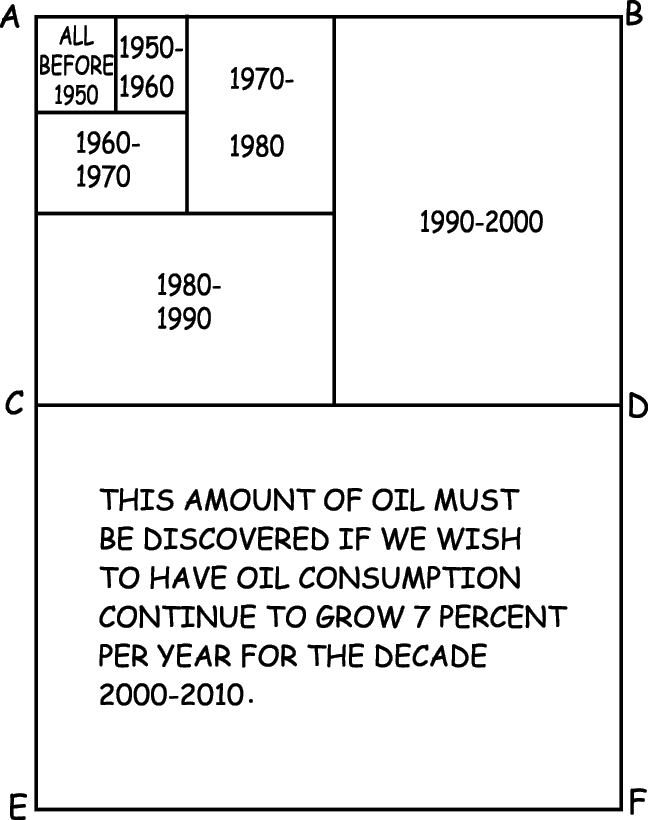 A
B
ALL
BEFORE
1950
1950-
1960
1970-
1980
1960-
1970
1990-2000
1980-
1990
C
D
THIS AMOUNT OF OIL MUST
BE DISCOVERED IF WE WISH
TO HAVE OIL CONSUMPTION
CONTINUE TO GROW 7 PERCENT
PER YEAR FOR THE DECADE
2000-2010.
E
F